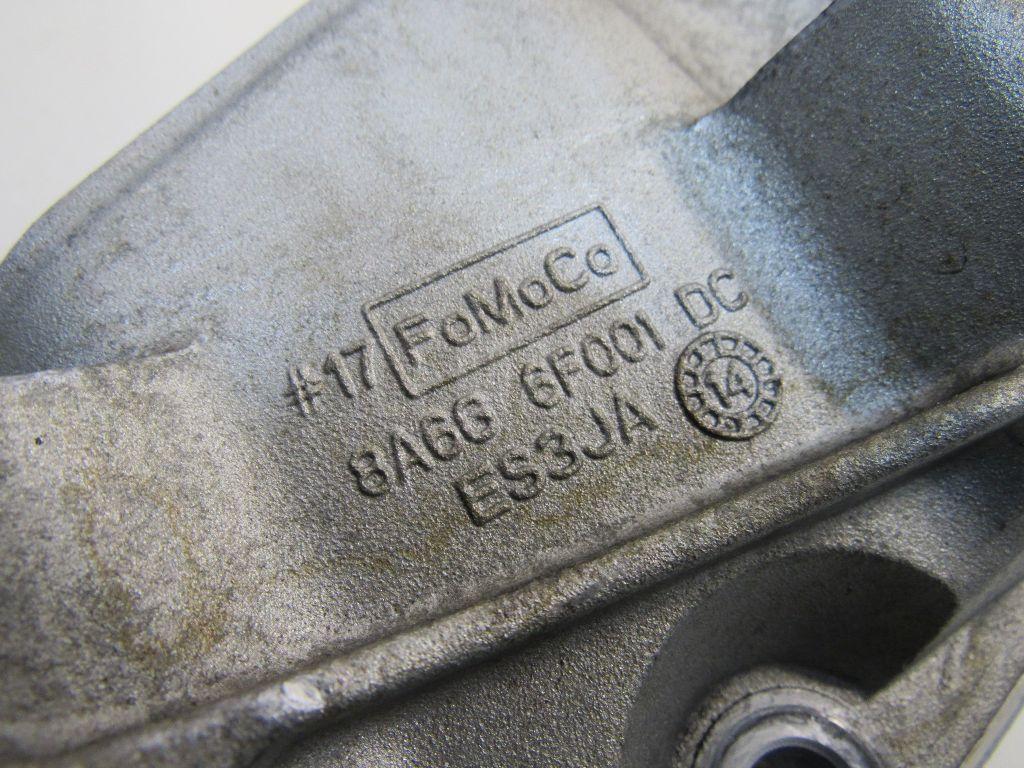 #17 FoMoCo
8A6G 6F001 DC
ES3JA 14